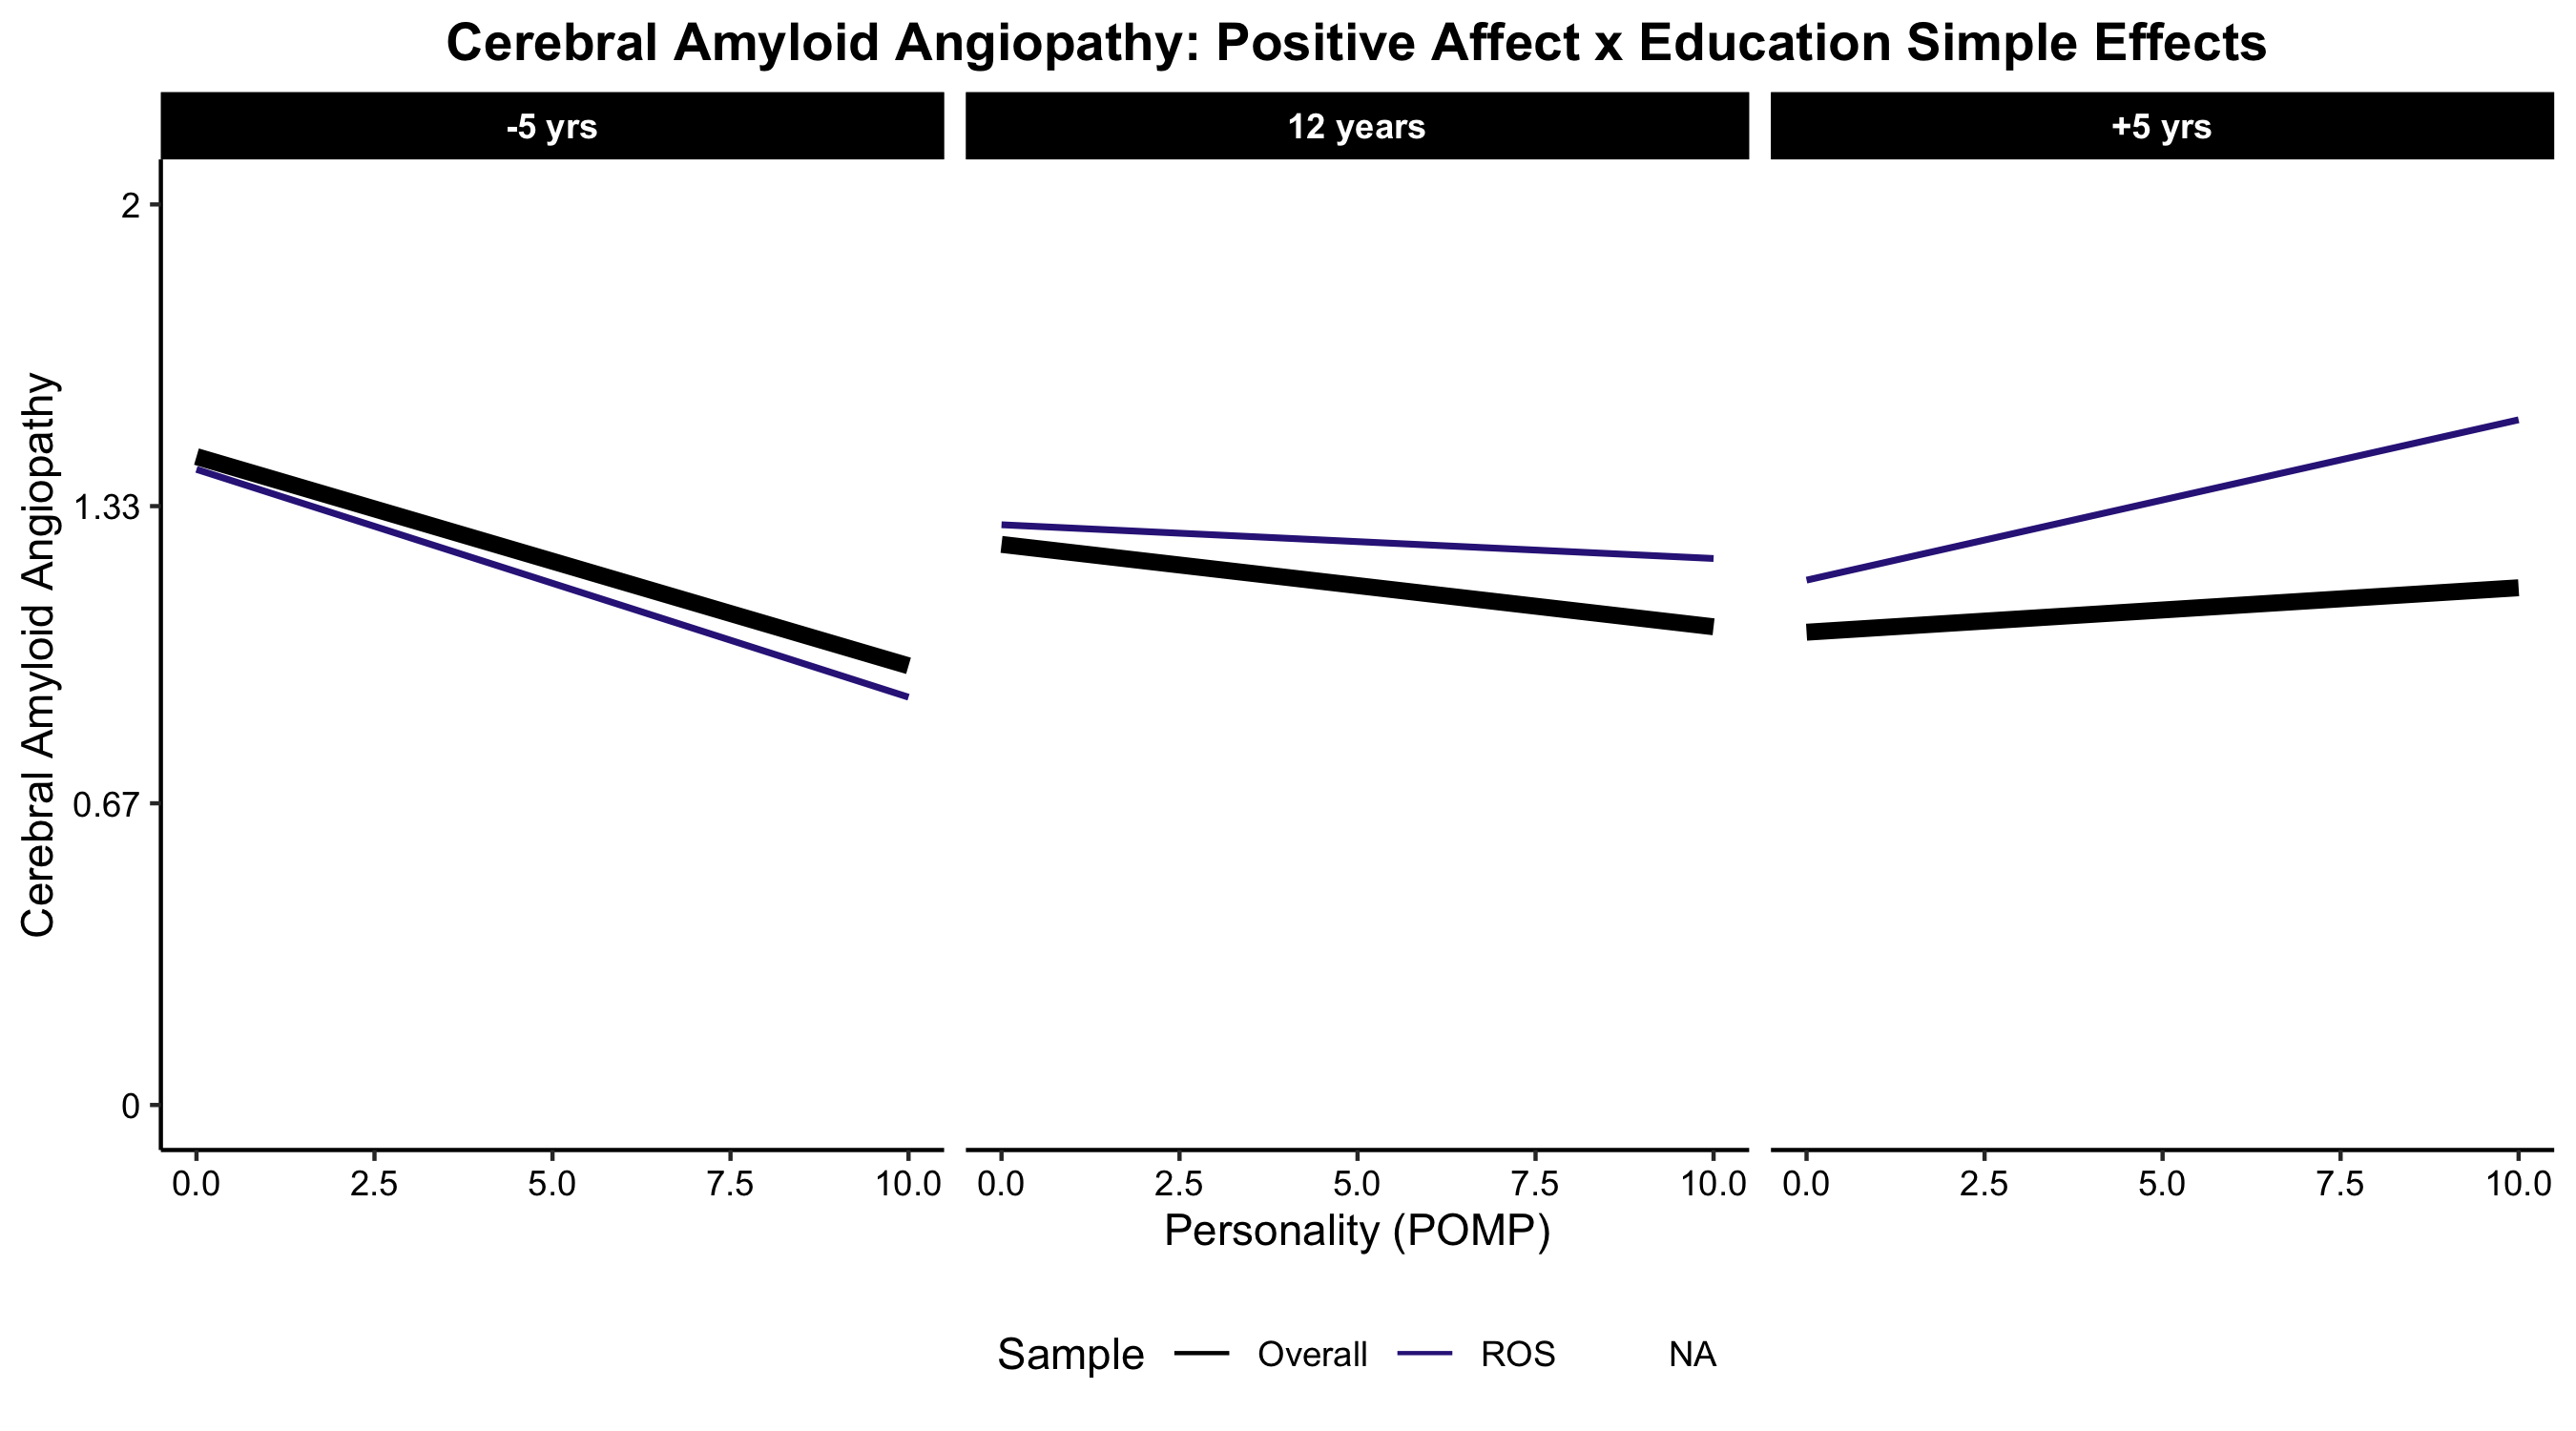 Cerebral Amyloid Angiopathy: Positive Affect x Education Simple Effects
-5 yrs
12 years
+5 yrs
Cerebral Amyloid Angiopathy
2
1.33
0.67
0
0.0 2.5 5.0 7.5 10.0
0.0 2.5 5.0 7.5 10.0
0.0 2.5 5.0 7.5 10.0
Personality (POMP)
Sample Overall ROS NA